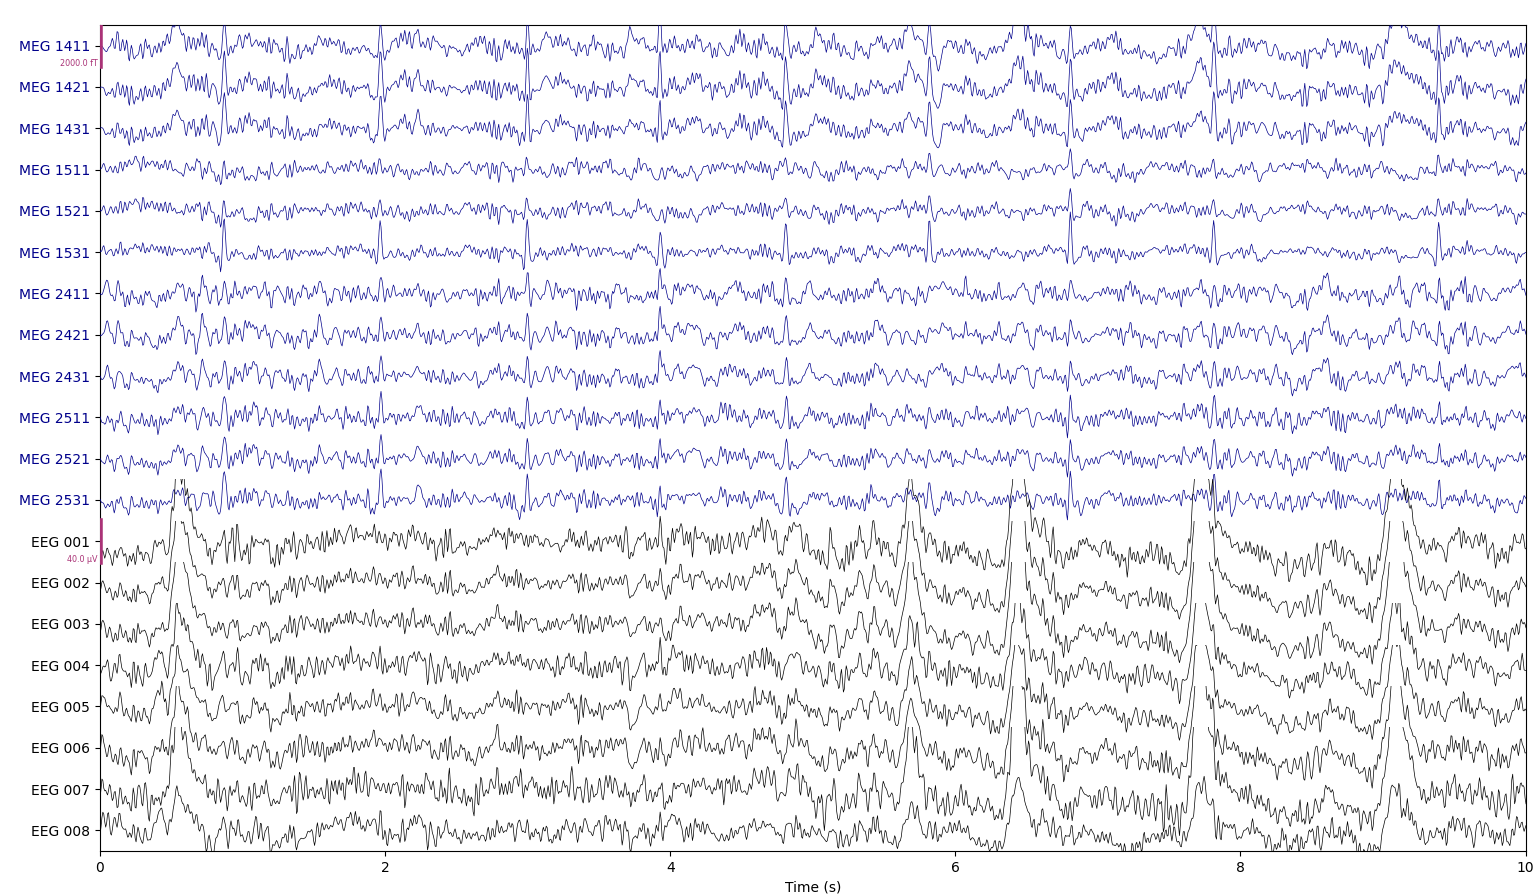 MEG 1411
2000.0 fT
MEG 1421
MEG 1431
MEG 1511
MEG 1521
MEG 1531
MEG 2411
MEG 2421
MEG 2431
MEG 2511
MEG 2521
MEG 2531
EEG 001
40.0 µV
EEG 002
EEG 003
EEG 004
EEG 005
EEG 006
EEG 007
EEG 008
0 2 4 6 8 10
Time (s)